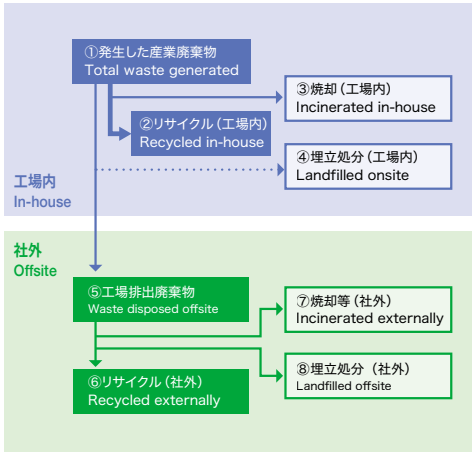 ①発生した産業廃棄物
Total waste generated
③焼却（工場内）
Incinerated in-house
②リサイクル（工場内）
Recycled in-house
④埋立処分（工場内）
Landfilled onsite
工場内
In-house
社外
Offsite
⑤工場排出廃棄物
Waste disposed offsite
⑦焼却等（社外）
Incinerated externally
⑥リサイクル（社外）
Recycled externally
⑧埋立処分（社外）
Landfilled offsite